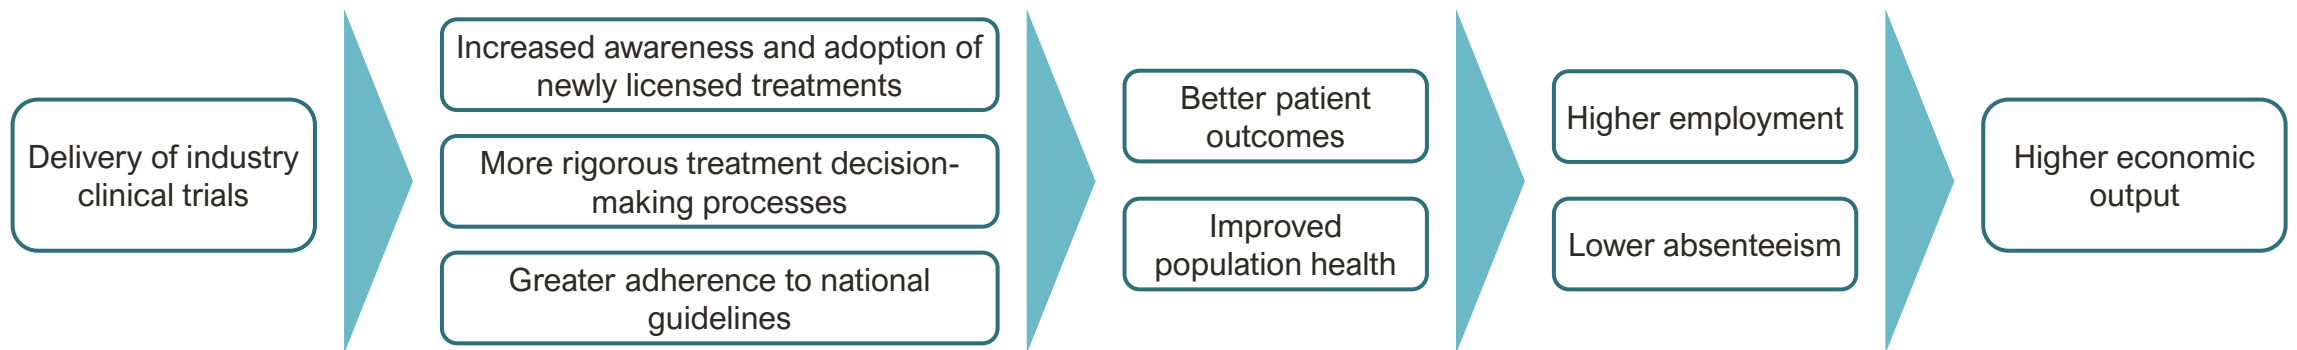 Delivery of industry
clinical trials
Increased awareness and adoption of
newly licensed treatments
More rigorous treatment decision-
making processes
Greater adherence to national
guidelines
Better patient
outcomes
Improved
population health
Higher employment
Lower absenteeism
Higher economic
output